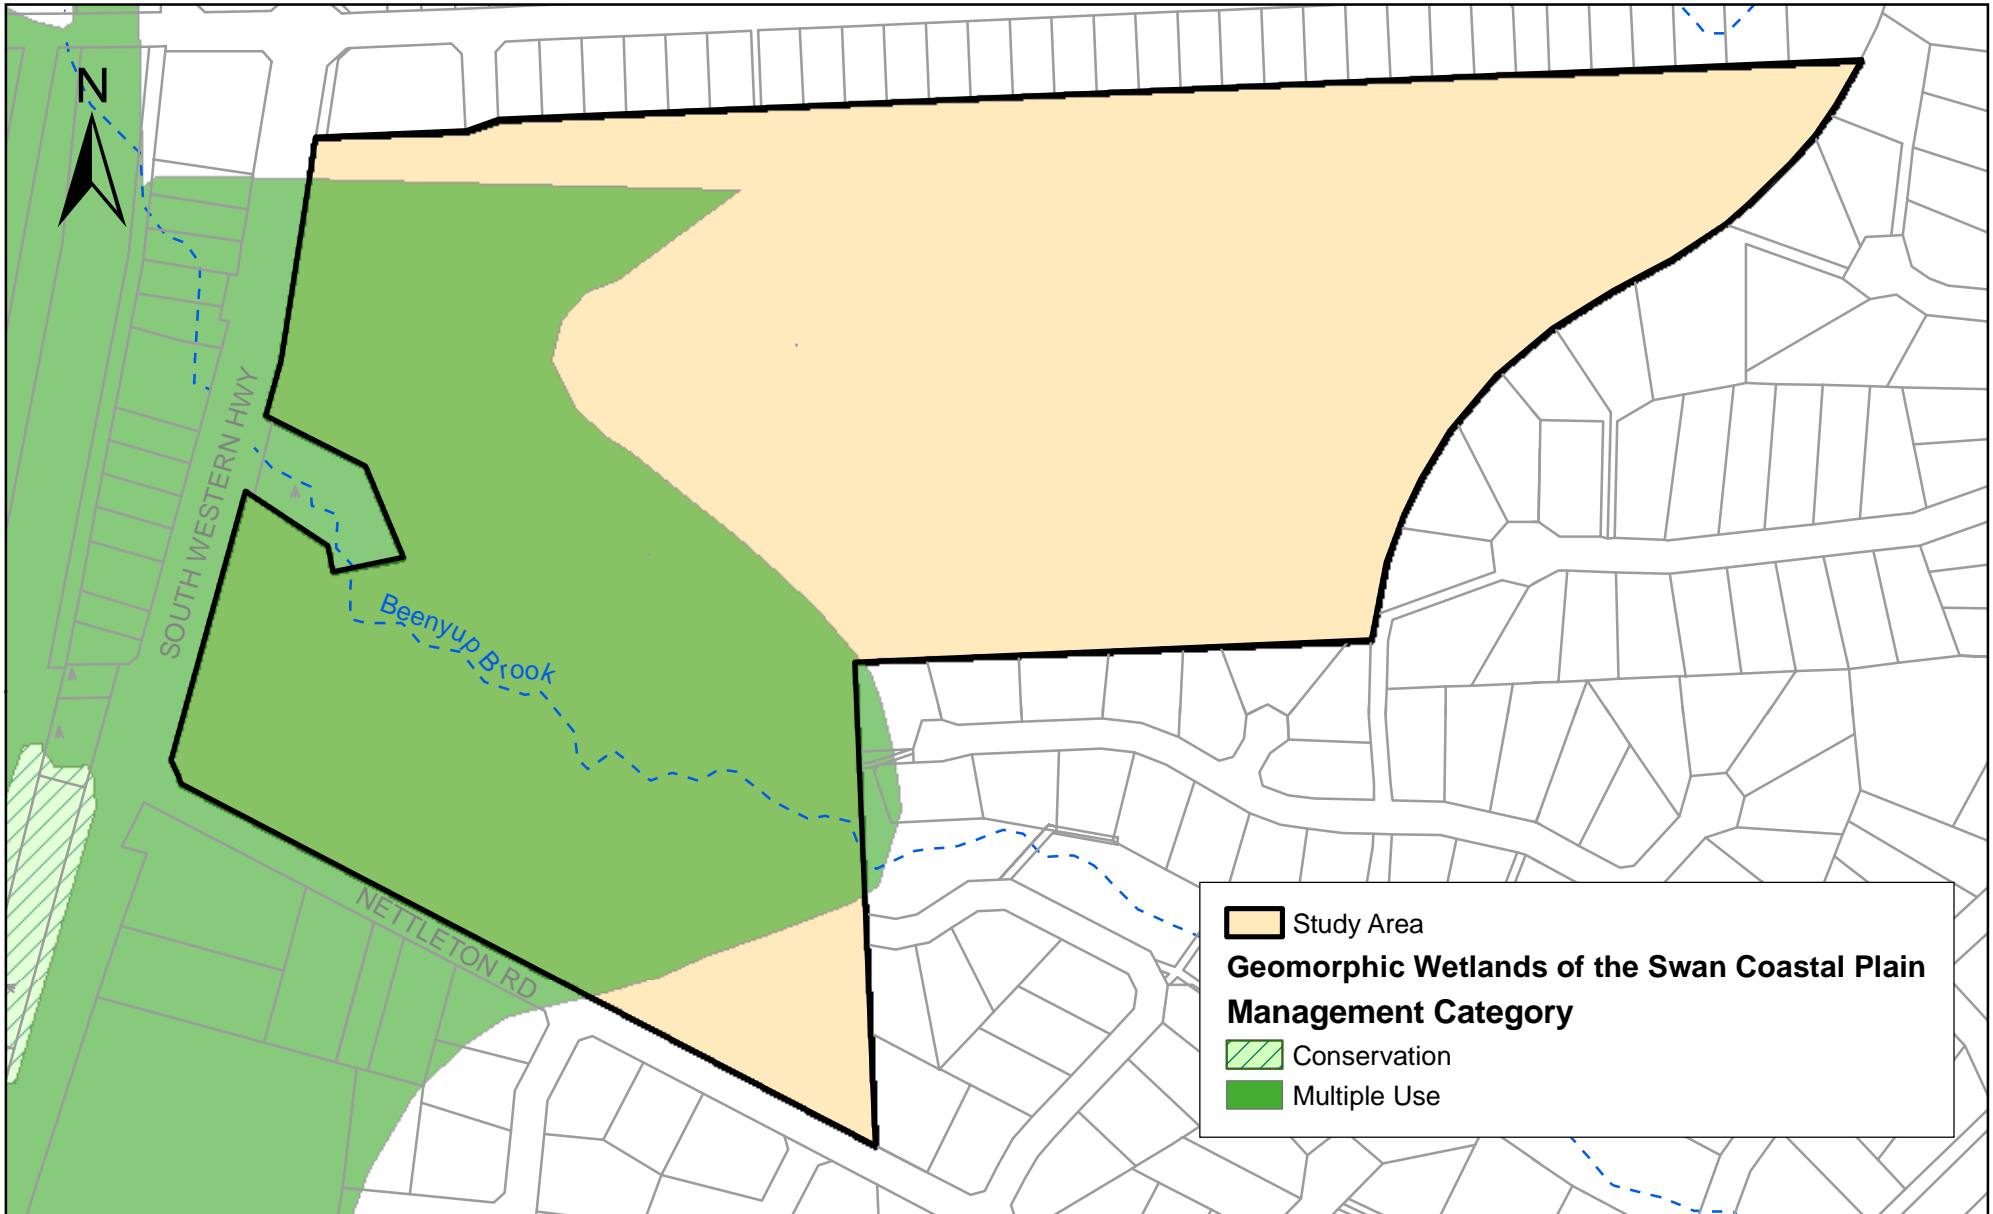 N
SOUTH WESTERN HWY
Beenyup Brook
NETTLETON RD
Study Area
Geomorphic Wetlands of the Swan Coastal Plain
Management Category
Conservation
Multiple Use